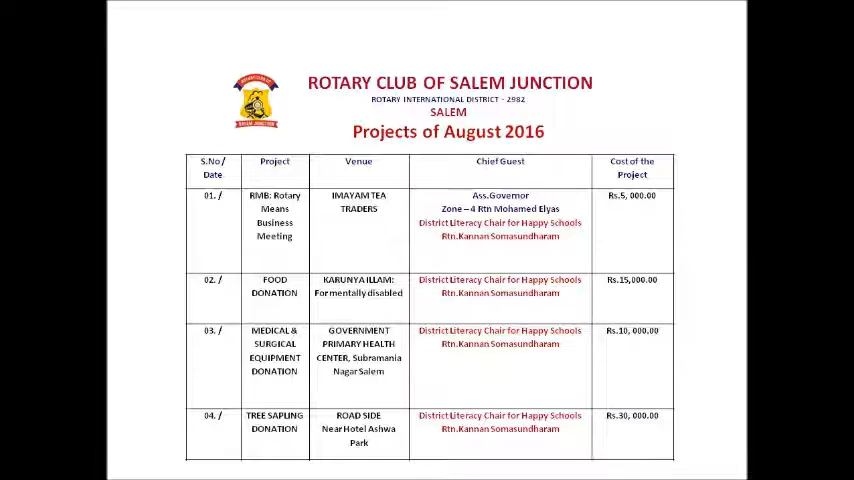 ROTARY CLUB OF SALEM JUNCTION
ROTARY INTERNATIONAL DISTRICT - 2982
SALEM
Projects of August 2016
SALEM JUNCTION
S.No / Date Project Venue Chief Guest Cost of the Project
01. / RMB: Rotary Means Business Meeting IMAYAM TEA TRADERS Ass.Governor Zone – 4 Rtn Mohamed Elyas District Literacy Chair for Happy Schools Rtn.Kannan Somasundharam Rs.5, 000.00
02. / FOOD DONATION KARUNYA ILLAM: For mentally disabled District Literacy Chair for Happy Schools Rtn.Kannan Somasundharam Rs.15,000.00
03. / MEDICAL & SURGICAL EQUIPMENT DONATION GOVERNMENT PRIMARY HEALTH CENTER, Subramania Nagar Salem District Literacy Chair for Happy Schools Rtn.Kannan Somasundharam Rs.10, 000.00
04. / TREE SAPLING DONATION ROAD SIDE Near Hotel Ashwa Park District Literacy Chair for Happy Schools Rtn.Kannan Somasundharam Rs.30, 000.00